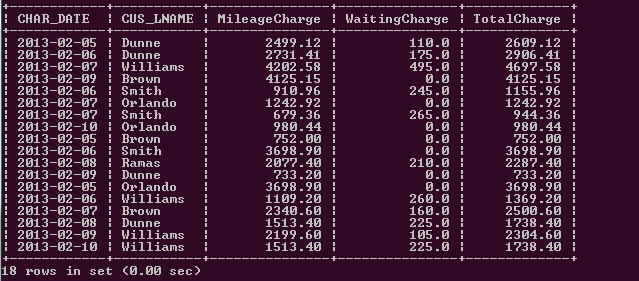 CHAR_DATE | CUS_LNAME | MileageCharge | WaitingCharge | TotalCharge
2013-02-05 | Dunne | 2499.12 | 110.0 | 2609.12
2013-02-06 | Dunne | 2731.41 | 175.0 | 2906.41
2013-02-07 | Williams | 4202.58 | 495.0 | 4697.58
2013-02-09 | Brown | 4125.15 | 0.0 | 4125.15
2013-02-06 | Smith | 910.96 | 245.0 | 1155.96
2013-02-07 | Orlando | 1242.92 | 0.0 | 1242.92
2013-02-07 | Smith | 679.36 | 265.0 | 944.36
2013-02-10 | Orlando | 980.44 | 0.0 | 980.44
2013-02-05 | Brown | 752.00 | 0.0 | 752.00
2013-02-06 | Smith | 3698.90 | 0.0 | 3698.90
2013-02-08 | Ramas | 2077.40 | 210.0 | 2287.40
2013-02-09 | Dunne | 733.20 | 0.0 | 733.20
2013-02-05 | Orlando | 3698.90 | 0.0 | 3698.90
2013-02-06 | Williams | 1109.20 | 260.0 | 1369.20
2013-02-07 | Brown | 2340.60 | 160.0 | 2500.60
2013-02-08 | Dunne | 1513.40 | 225.0 | 1738.40
2013-02-09 | Williams | 2199.60 | 105.0 | 2304.60
2013-02-10 | Williams | 1513.40 | 225.0 | 1738.40
18 rows in set (0.00 sec)